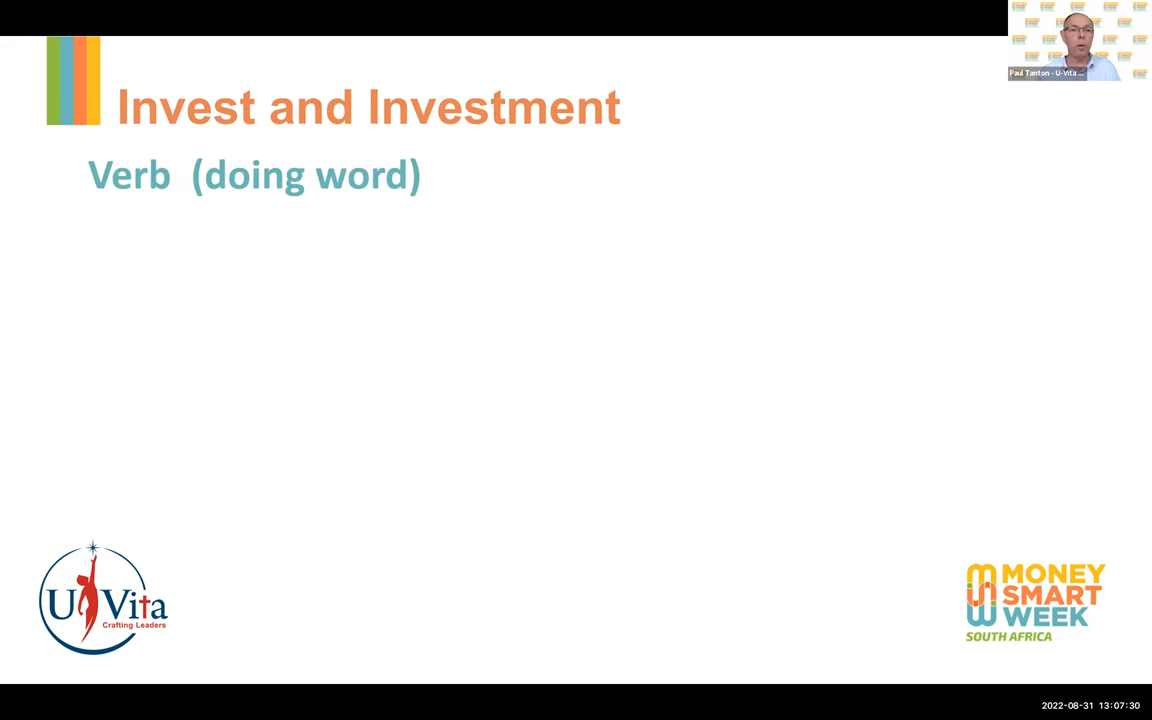 Paul Tanton - U-Vita ...
Invest and Investment
Verb (doing word)
U Vita
Crafting Leaders
MONEY
SMART
WEEK
SOUTH AFRICA
2022-08-31 13:07:30